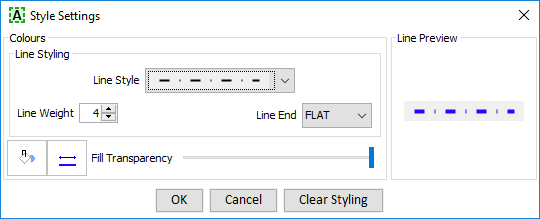 A Style Settings
Colours
Line Preview
Line Styling
Line Style
Line Weight 4
Line End FLAT
Fill Transparency
OK Cancel Clear Styling